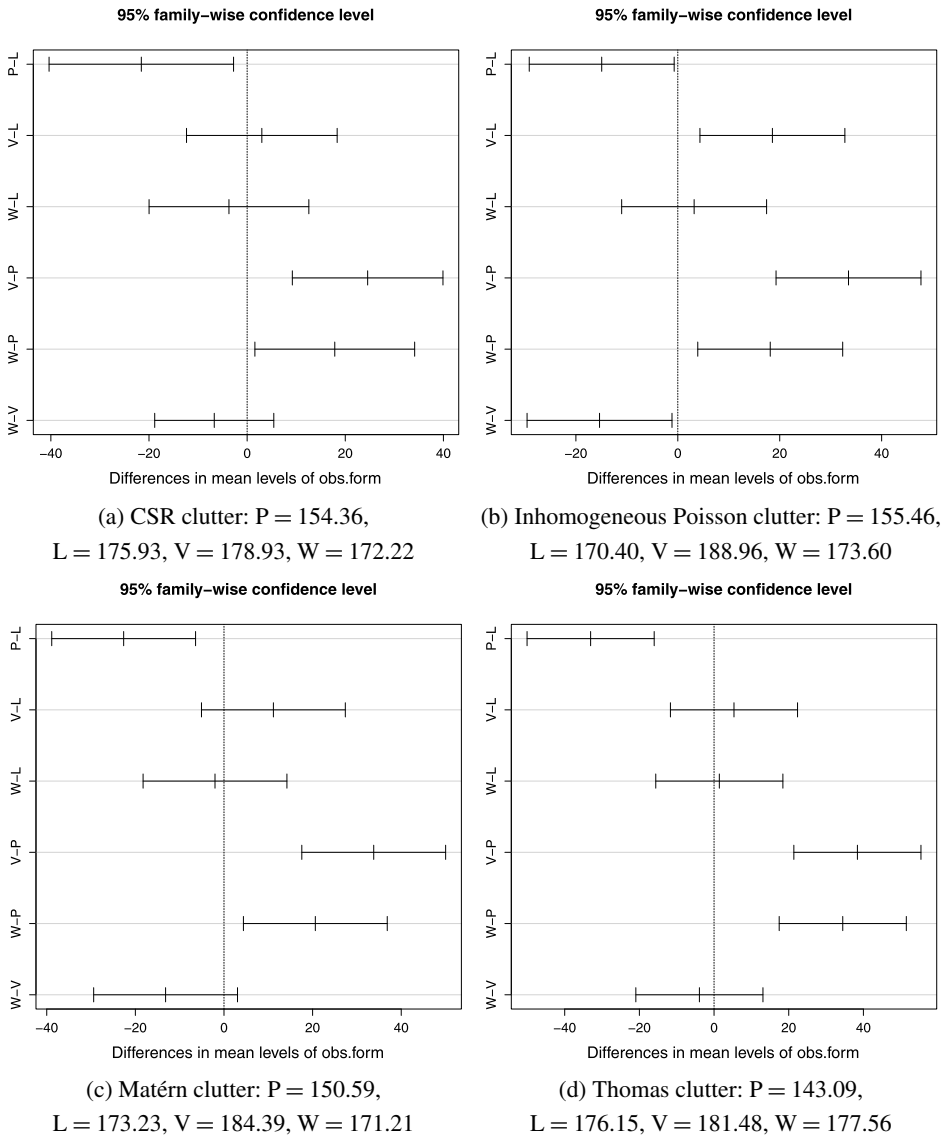 95% family−wise confidence level
95% family−wise confidence level
P−L
V−L
W−L
V−P
W−P
W−V
−40 −20 0 20 40
Differences in mean levels of obs.form
P−L
V−L
W−L
V−P
W−P
W−V
−20 0 20 40
Differences in mean levels of obs.form
(a) CSR clutter: P = 154.36,
L = 175.93, V = 178.93, W = 172.22
(b) Inhomogeneous Poisson clutter: P = 155.46,
L = 170.40, V = 188.96, W = 173.60
95% family−wise confidence level
95% family−wise confidence level
P−L
V−L
W−L
V−P
W−P
W−V
−40 −20 0 20 40
Differences in mean levels of obs.form
P−L
V−L
W−L
V−P
W−P
W−V
−40 −20 0 20 40
Differences in mean levels of obs.form
(c) Matérn clutter: P = 150.59,
L = 173.23, V = 184.39, W = 171.21
(d) Thomas clutter: P = 143.09,
L = 176.15, V = 181.48, W = 177.56